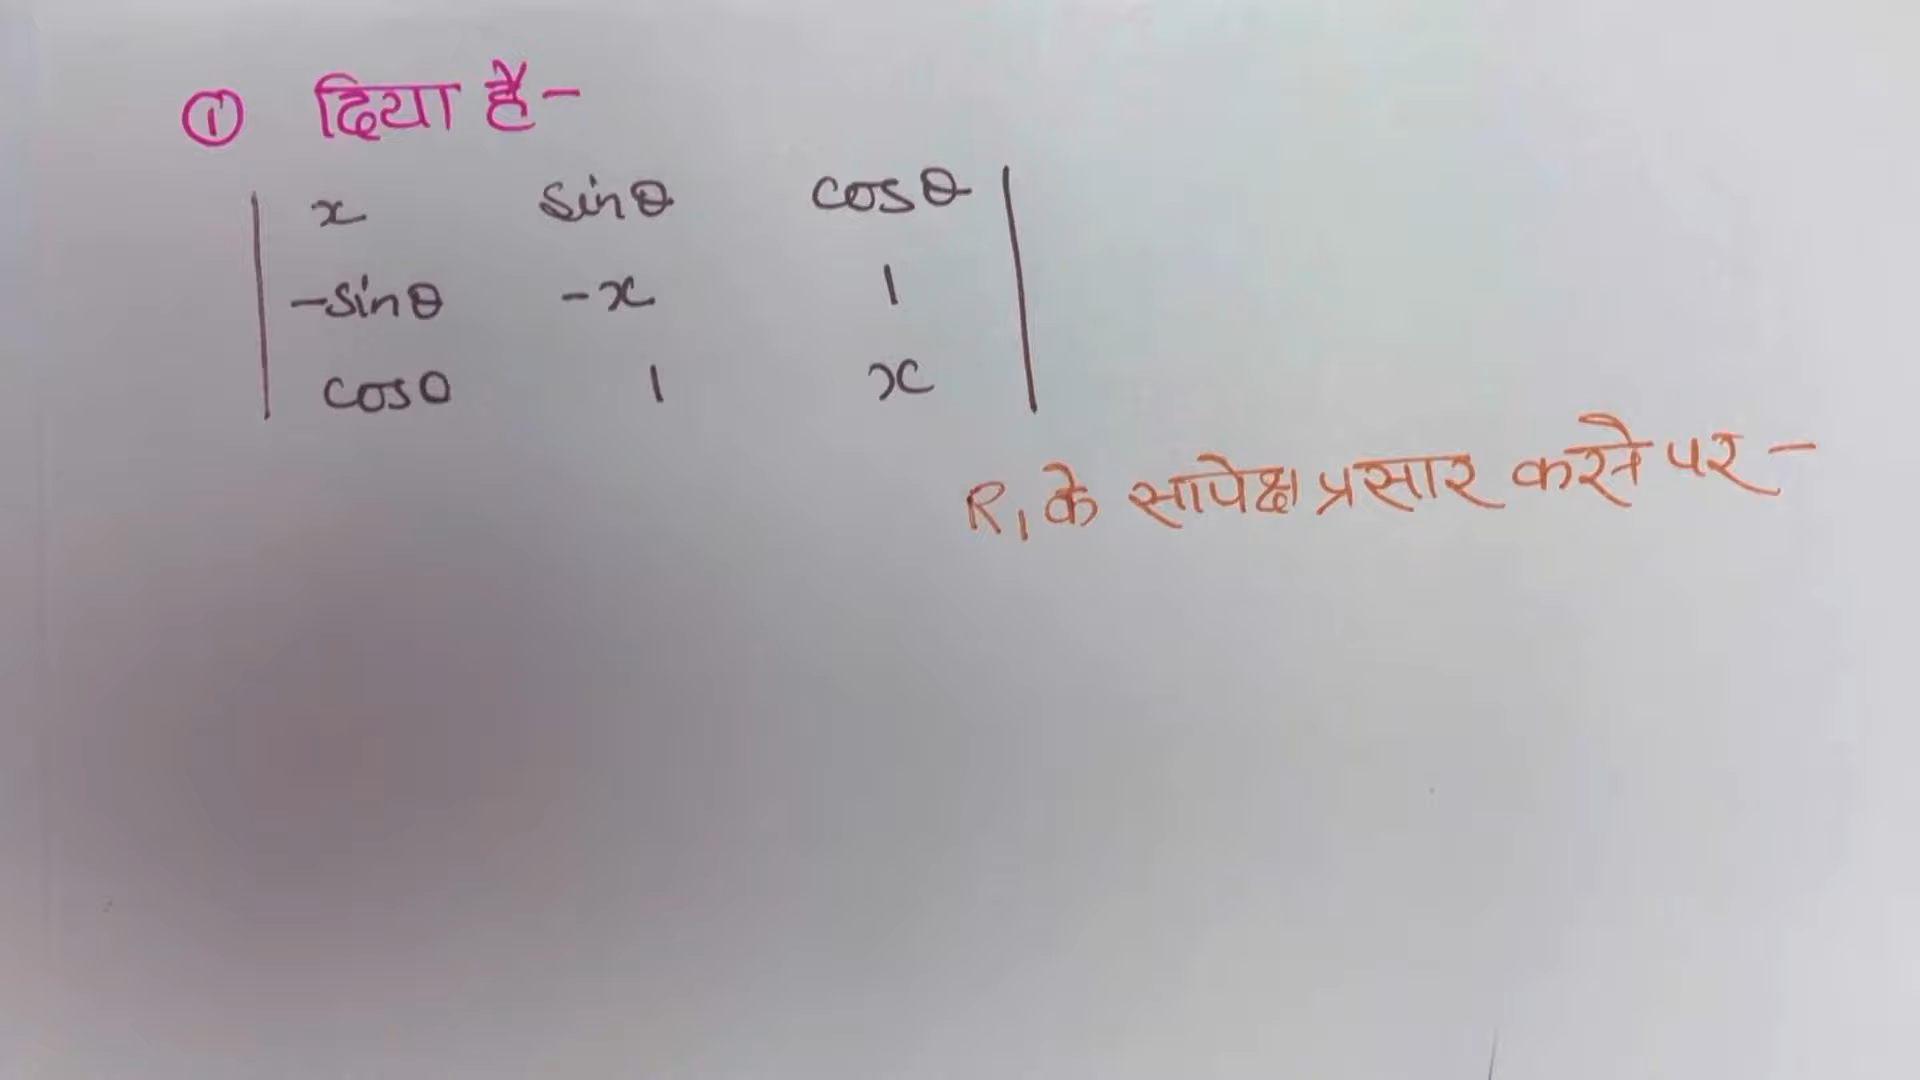 ① दिया है -
| x sinθ cosθ |
| -sinθ -x 1 |
| cosθ 1 x |
R₁ के सापेक्ष प्रसार करने पर -